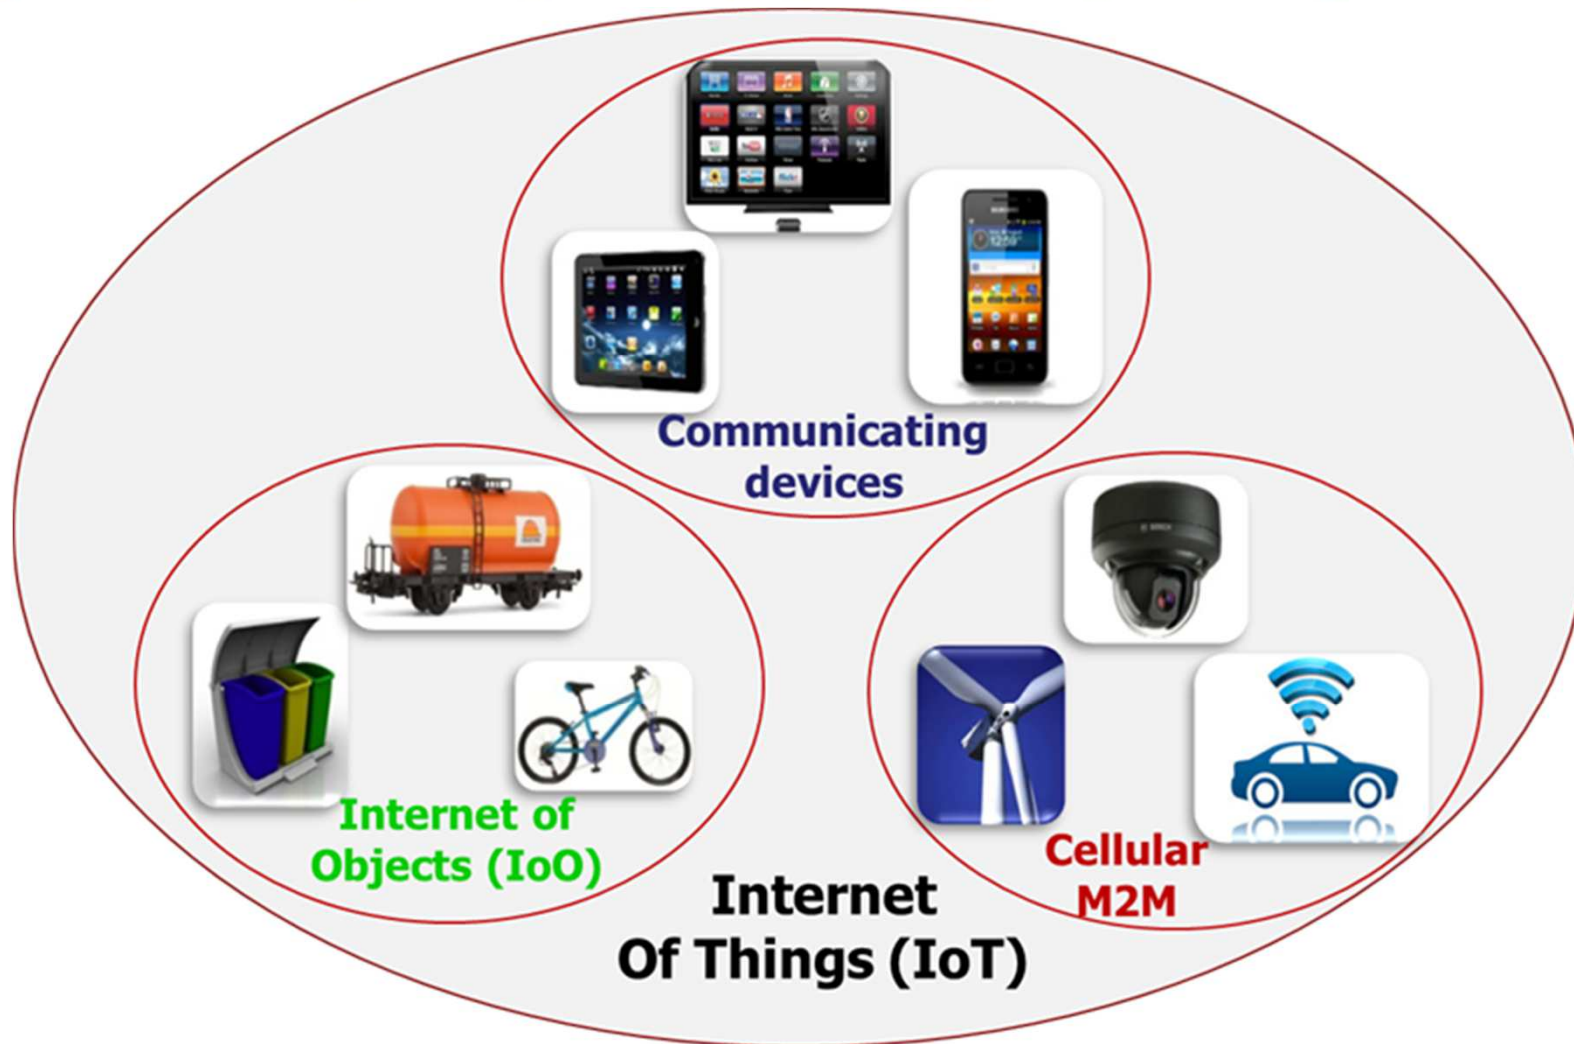 Communicating
devices
Internet of
Objects (IoO)
Cellular
M2M
Internet
Of Things (IoT)